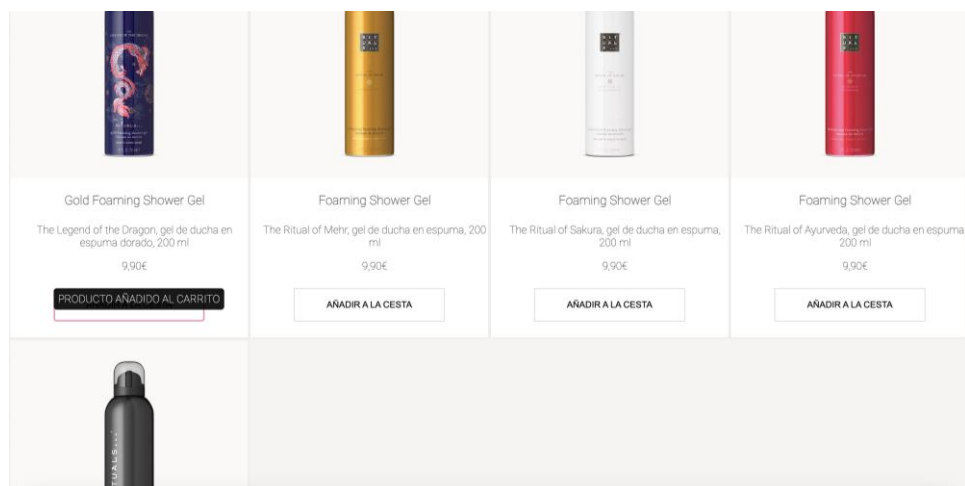 RITUALS...
Gold Foaming Shower Gel
The Legend of the Dragon, gel de ducha en
espuma dorado, 200 ml
9,90€
PRODUCTO AÑADIDO AL CARRITO
Foaming Shower Gel
The Ritual of Mehr, gel de ducha en espuma, 200
ml
9,90€
AÑADIR A LA CESTA
Foaming Shower Gel
The Ritual of Sakura, gel de ducha en espuma,
200 ml
9,90€
AÑADIR A LA CESTA
Foaming Shower Gel
The Ritual of Ayurveda, gel de ducha en espuma
200 ml
9,90€
AÑADIR A LA CESTA